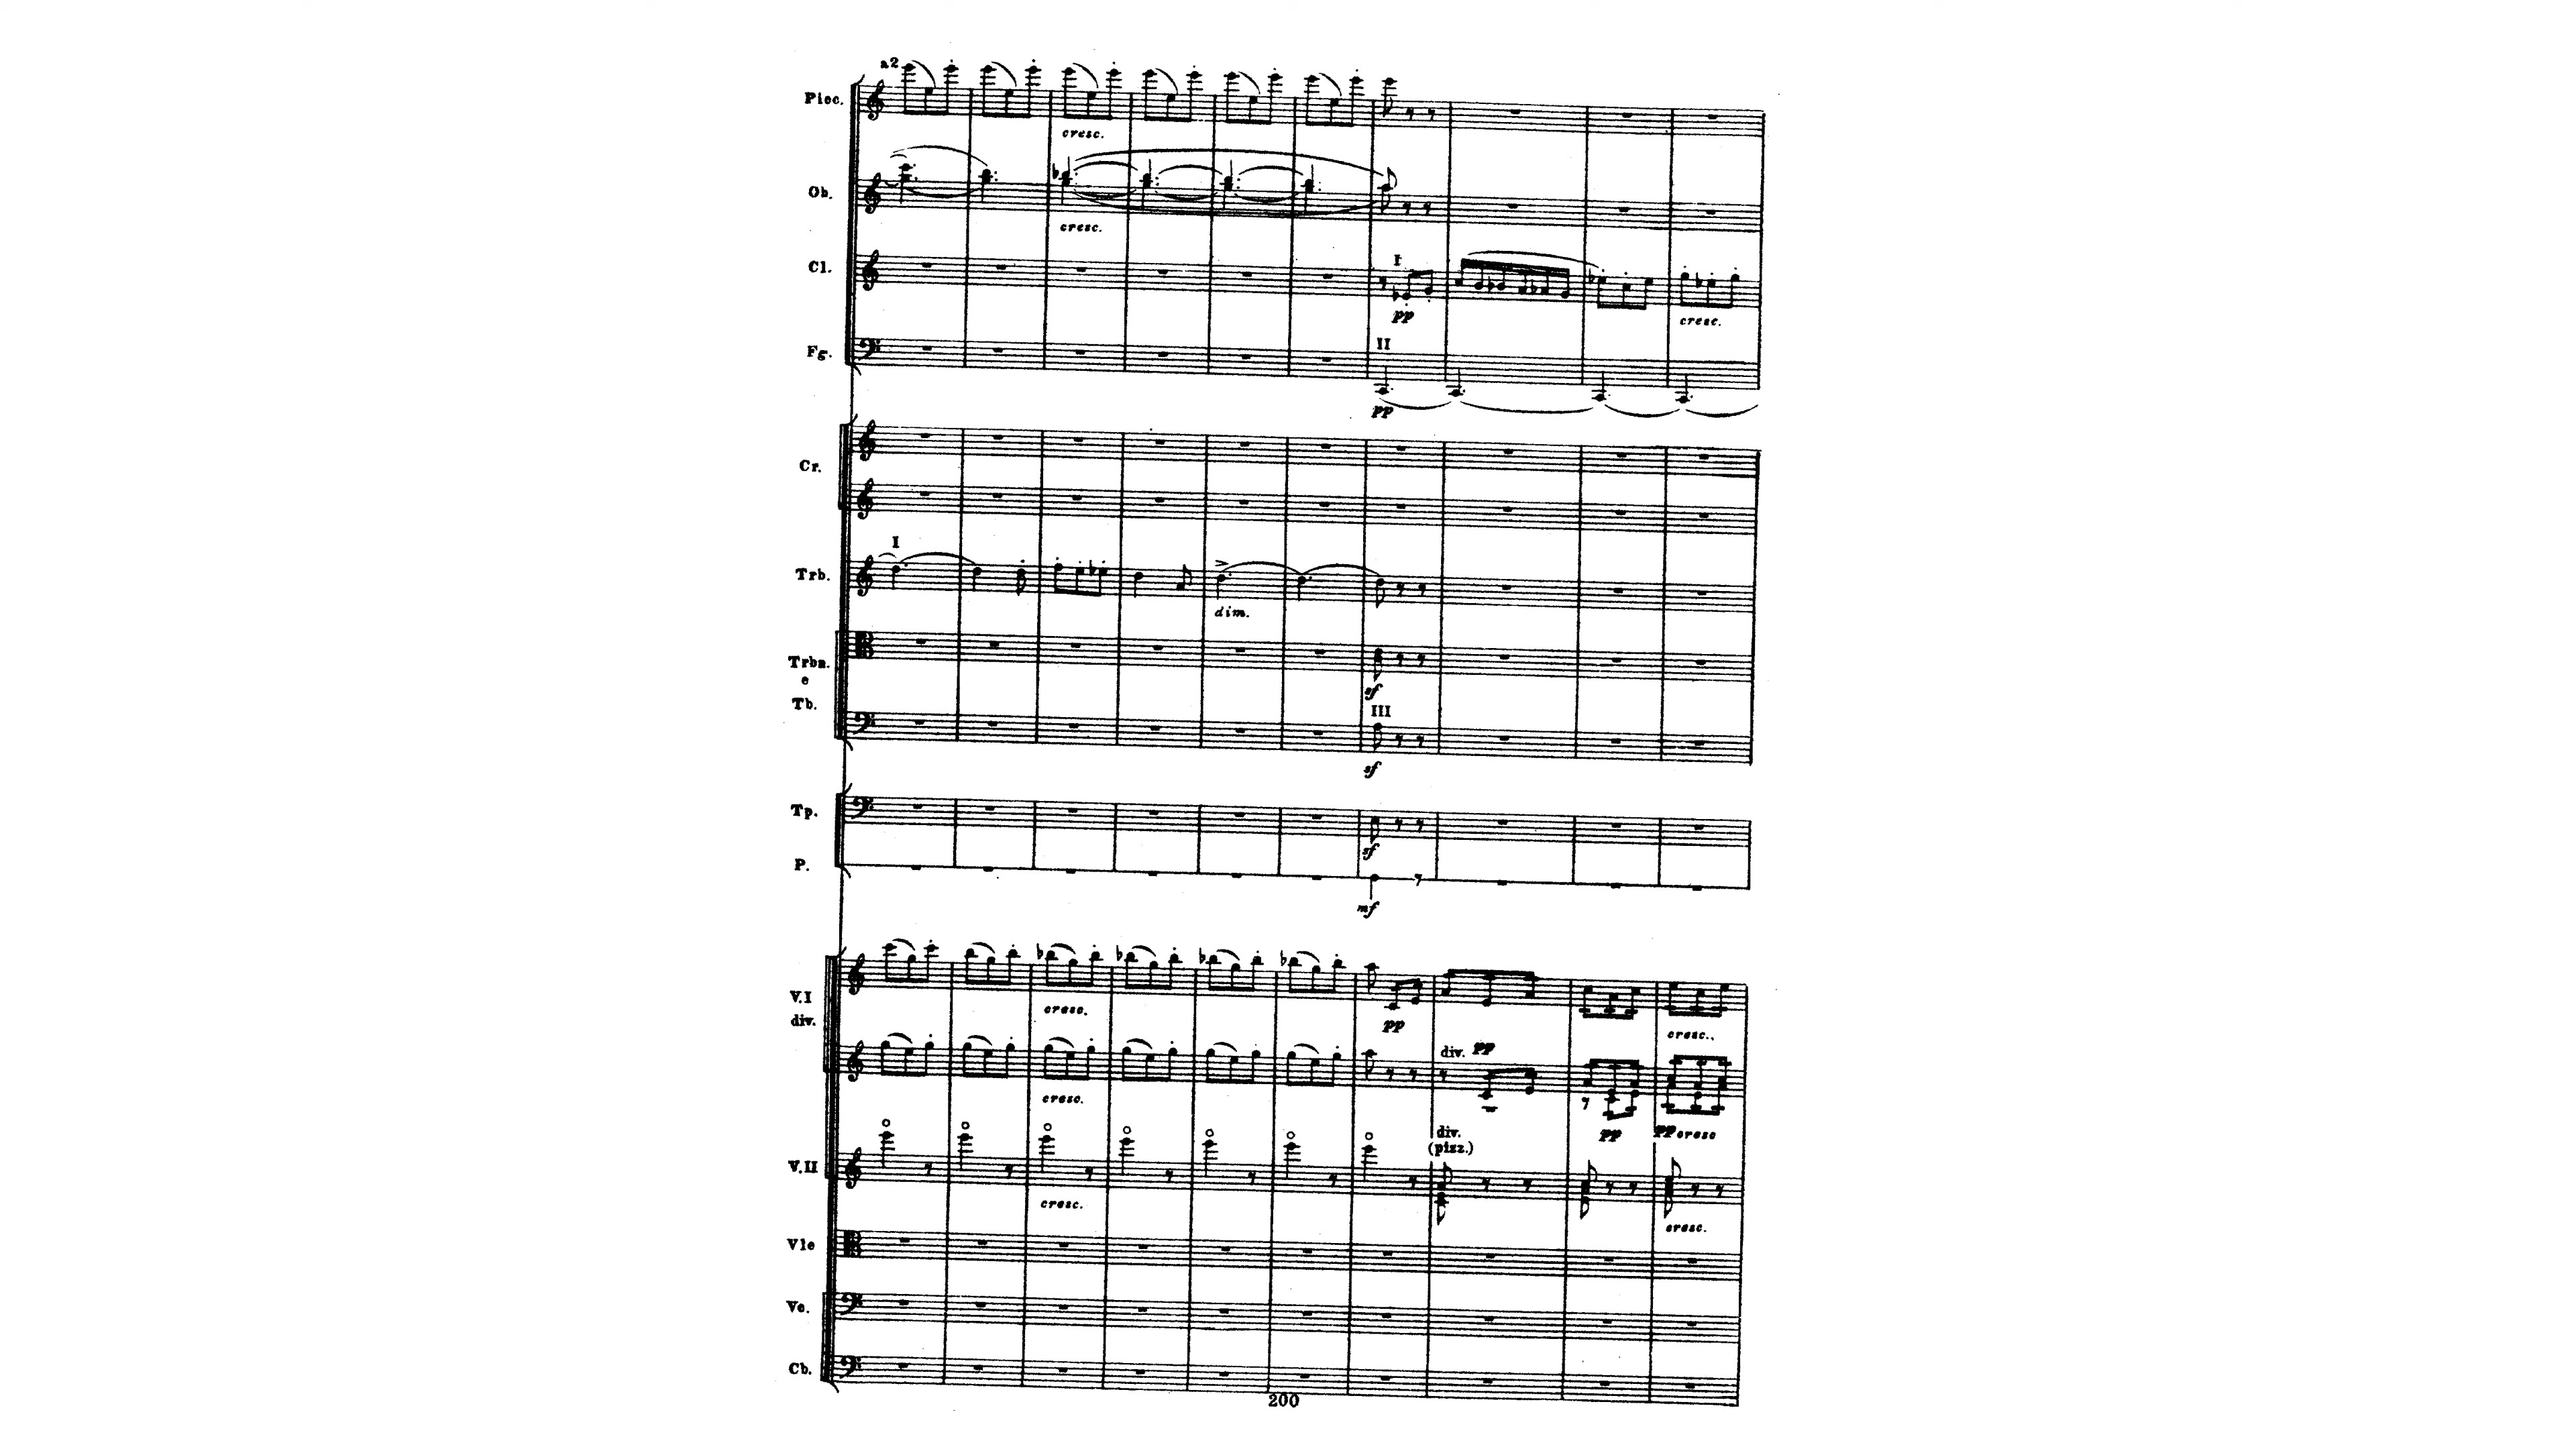 a2
Picc.
cresc.
Ob.
cresc.
Cl.
I
pp
cresc.
Fg.
II
pp
Cr.
I
Trb.
dim.
Trbn.
e
Tb.
sf
III
sf
Tp.
sf
P.
mf
V.I
div.
cresc.
pp
cresc.
cresc.
div. pp
pp
pp cresc
V.II
cresc.
div.
(pizz.)
cresc.
Vle
Vc.
Cb.
200